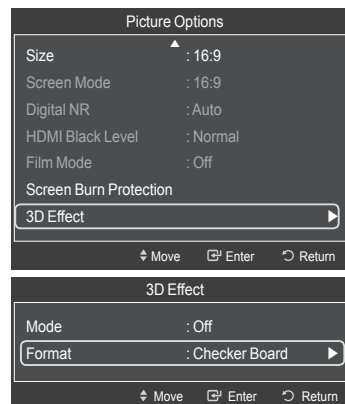 Picture Options
Size : 16:9
Screen Mode : 16:9
Digital NR : Auto
HDMI Black Level : Normal
Film Mode : Off
Screen Burn Protection
3D Effect
Move Enter Return
3D Effect
Mode : Off
Format : Checker Board
Move Enter Return